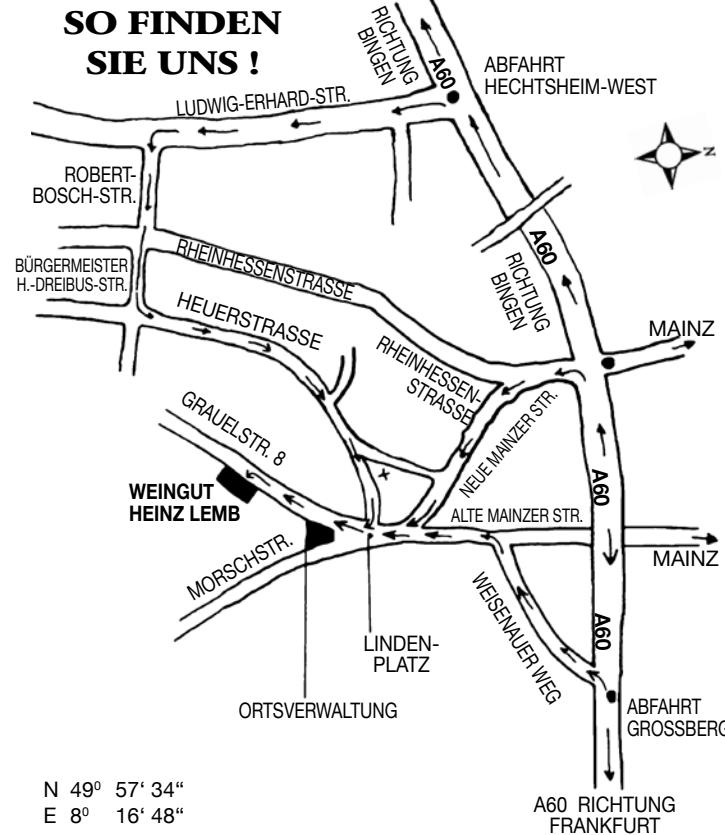 SO FINDEN
SIE UNS !
RICHTUNG
BINGEN
A60
ABFAHRT
HECHTSHEIM-WEST
LUDWIG-ERHARD-STR.
N
ROBERT-
BOSCH-STR.
A60
RICHTUNG
BINGEN
RHEINHESSENSTRASSE
BÜRGERMEISTER
H.-DREIBUS-STR.
HEUERSTRASSE
MAINZ
RHEINHESSEN-
STRASSE
NEUE MAINZER STR.
GRAUELSTR. 8
x
A60
WEINGUT
HEINZ LEMB
ALTE MAINZER STR.
MAINZ
MORSCHSTR.
WEISENAUER WEG
A60
LINDEN-
PLATZ
ORTSVERWALTUNG
ABFAHRT
GROSSBERG
N 49⁰ 57‘ 34“
E 8⁰ 16‘ 48“
A60 RICHTUNG
FRANKFURT